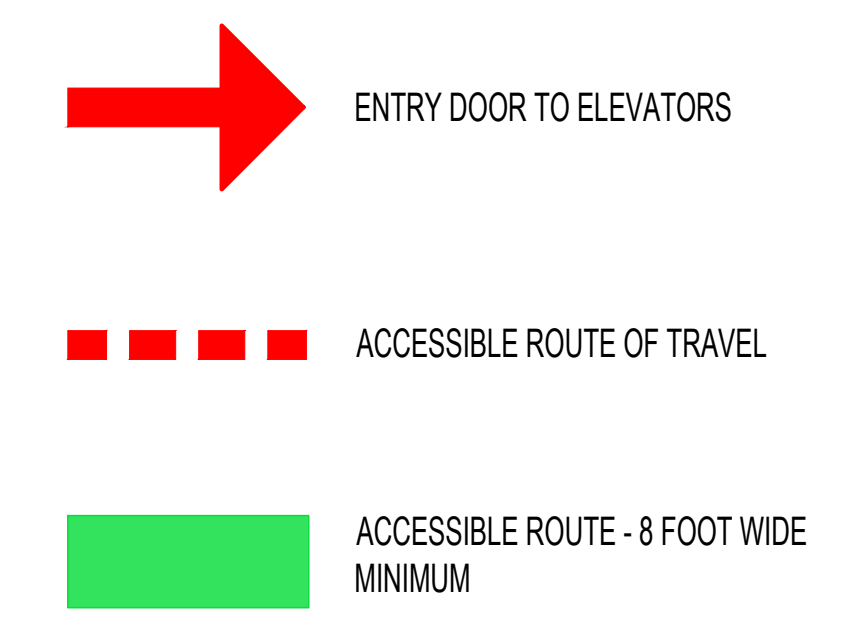 ENTRY DOOR TO ELEVATORS
ACCESSIBLE ROUTE OF TRAVEL
ACCESSIBLE ROUTE - 8 FOOT WIDE
MINIMUM